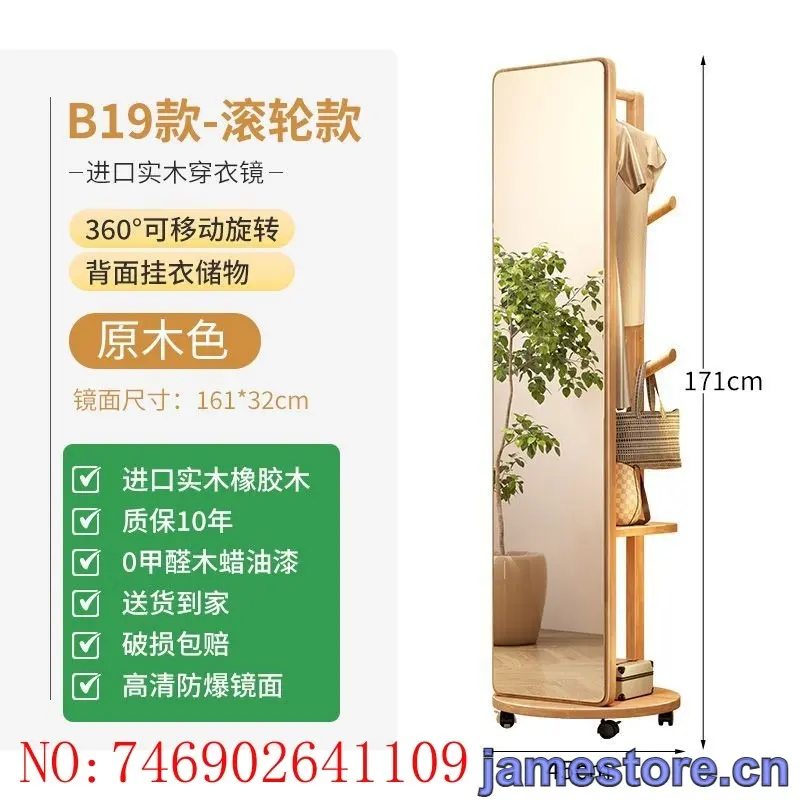 B19款-滚轮款
-进口实木穿衣镜-
360°可移动旋转
背面挂衣储物
原木色
镜面尺寸：161*32cm
进口实木橡胶木
质保10年
0甲醛木蜡油漆
送货到家
破损包赔
高清防爆镜面
171cm
NO:746902641109
jamestore.cn